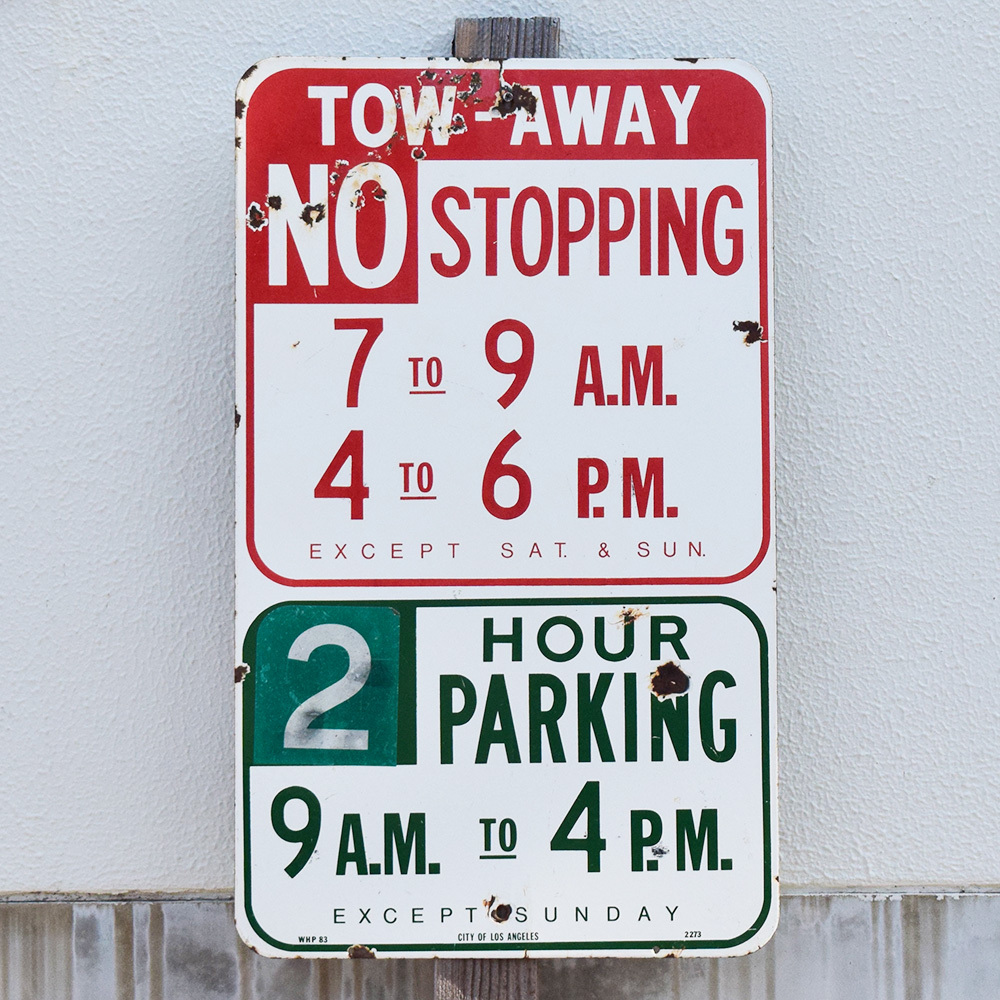 TOW-AWAY
NO STOPPING
7 TO 9 A.M.
4 TO 6 P.M.
EXCEPT SAT. & SUN.
2 HOUR
PARKING
9 A.M. TO 4 P.M.
EXCEPT SUNDAY
WHP 83 CITY OF LOS ANGELES 2273